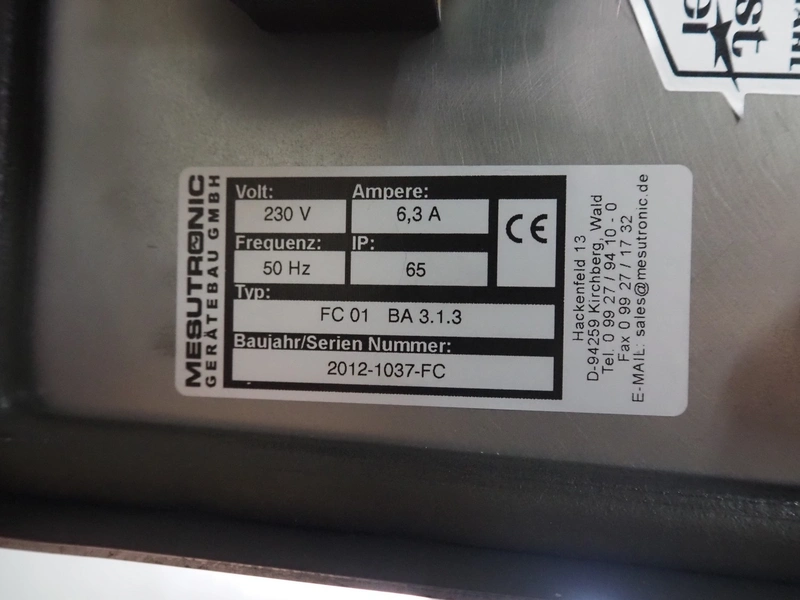 MESUTRONIC
GERÄTEBAU GMBH
Volt: Ampere:
230 V 6,3 A
CE
Frequenz: IP:
50 Hz 65
Typ:
FC 01 BA 3.1.3
Baujahr/Serien Nummer:
2012-1037-FC
Hackenfeld 13
D-94259 Kirchberg, Wald
Tel. 0 99 27 / 94 10 - 0
Fax 0 99 27 / 17 32
E-MAIL: sales@mesutronic.de